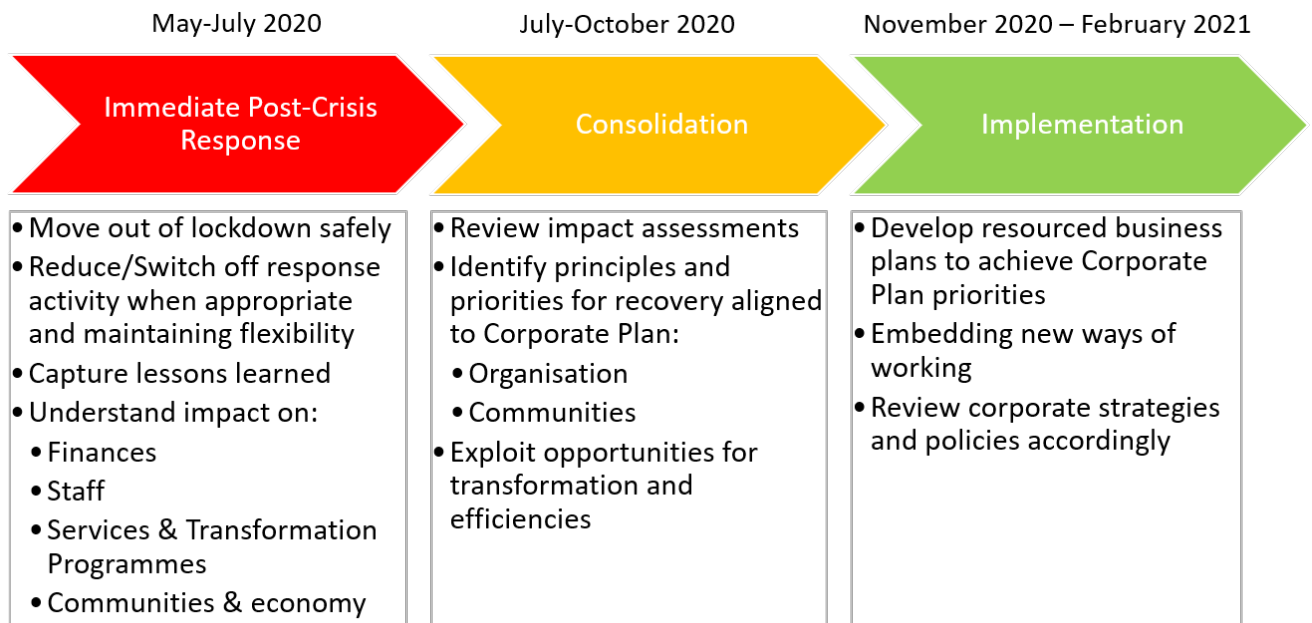 May-July 2020
July-October 2020
November 2020 – February 2021
Immediate Post-Crisis
Response
Consolidation
Implementation
• Move out of lockdown safely
• Reduce/Switch off response
activity when appropriate
and maintaining flexibility
• Capture lessons learned
• Understand impact on:
• Finances
• Staff
• Services & Transformation
Programmes
• Communities & economy
• Review impact assessments
• Identify principles and
priorities for recovery aligned
to Corporate Plan:
• Organisation
• Communities
• Exploit opportunities for
transformation and
efficiencies
• Develop resourced business
plans to achieve Corporate
Plan priorities
• Embedding new ways of
working
• Review corporate strategies
and policies accordingly